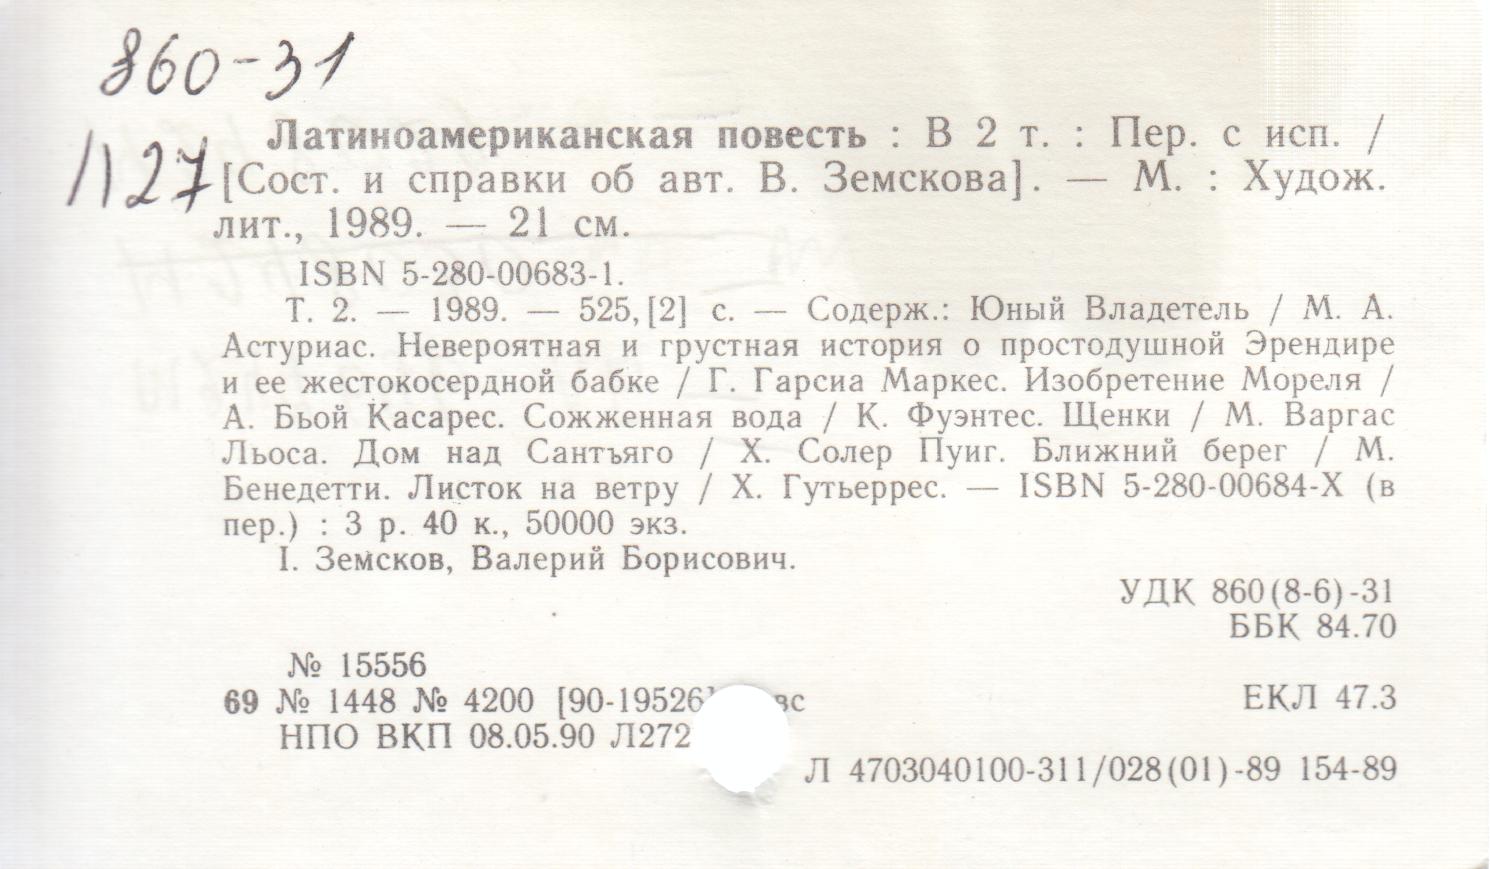 860-31
Л27
Латиноамериканская повесть : В 2 т. : Пер. с исп. /
[Сост. и справки об авт. В. Земскова]. — М. : Худож.
лит., 1989. — 21 см.
ISBN 5-280-00683-1.
Т. 2. — 1989. — 525, [2] с. — Содерж.: Юный Владетель / М. А.
Астуриас. Невероятная и грустная история о простодушной Эрендире
и ее жестокосердной бабке / Г. Гарсиа Маркес. Изобретение Мореля /
А. Бьой Касарес. Сожженная вода / К. Фуэнтес. Щенки / М. Варгас
Льоса. Дом над Сантъяго / Х. Солер Пуиг. Ближний берег / М.
Бенедетти. Листок на ветру / Х. Гутьеррес. — ISBN 5-280-00684-X (в
пер.) : 3 р. 40 к., 50000 экз.
I. Земсков, Валерий Борисович.
УДК 860(8-6)-31
ББК 84.70
№ 15556
69 № 1448 № 4200 [90-19526]
ЕКЛ 47.3
НПО ВКП 08.05.90 Л272
Л 4703040100-311/028(01)-89 154-89